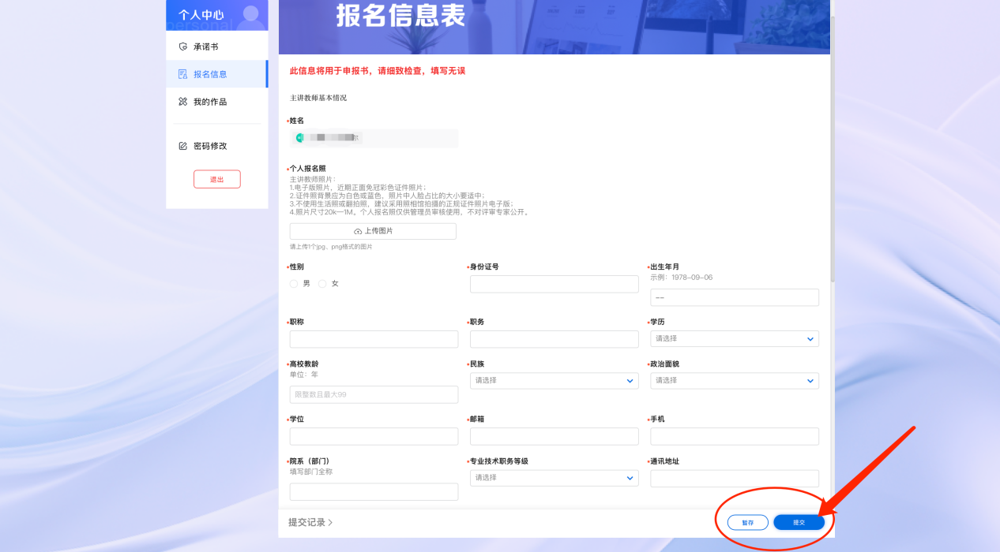 个人中心
personal
承诺书
报名信息
我的作品
密码修改
退出
报名信息表
此信息将用于申报书，请细致检查，填写无误
主讲教师基本情况
*姓名
尔
*个人报名照
主讲教师照片：
1.电子版照片，近期正面免冠彩色证件照片；
2.证件照背景应为白色或蓝色，照片中人脸占比的大小要适中；
3.不使用生活照或翻拍照，建议采用照相馆拍摄的正规证件照片电子版；
4.照片尺寸20k—1M。个人报名照仅供管理员审核使用，不对评审专家公开。
上传图片
请上传1个jpg、png格式的图片
*性别
男 女
*身份证号
*出生年月
示例：1978-09-06
--
*职称
*职务
*学历
请选择
*高校教龄
单位：年
限整数且最大99
*民族
请选择
*政治面貌
请选择
*学位
*邮箱
*手机
*院系（部门）
填写部门全称
*专业技术职务等级
请选择
*通讯地址
提交记录 >
暂存
提交